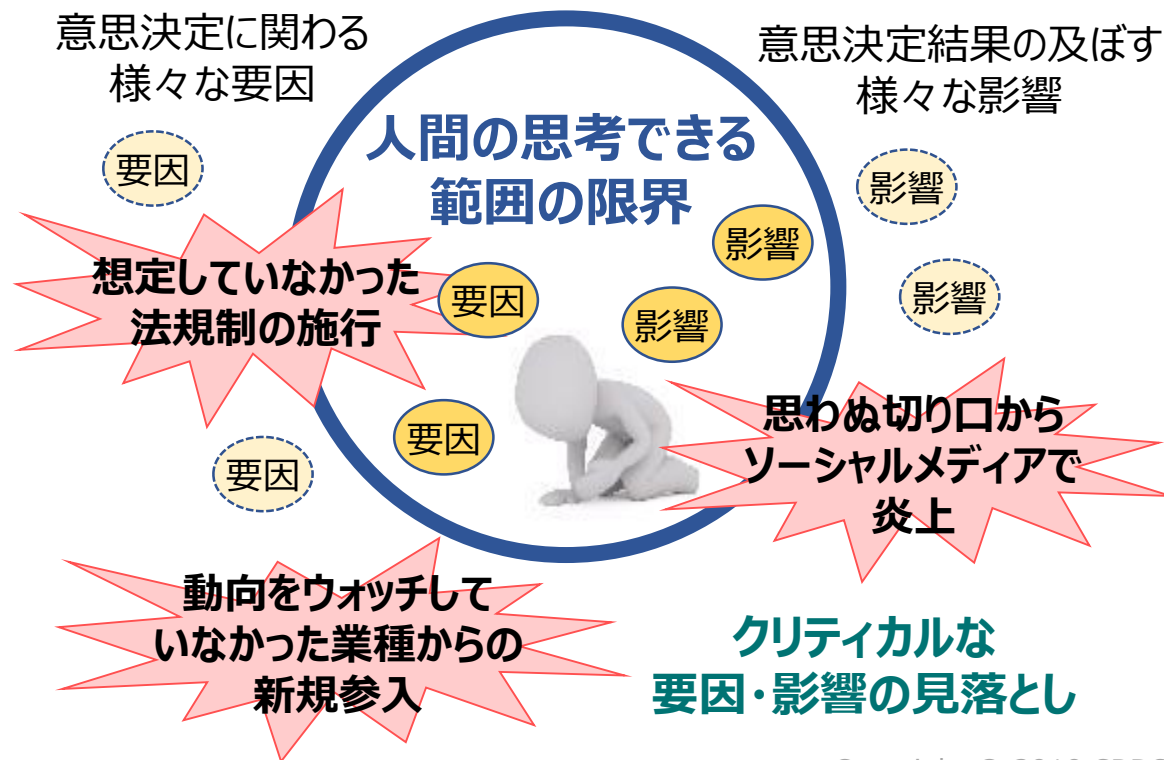 意思決定に関わる
様々な要因
意思決定結果の及ぼす
様々な影響
人間の思考できる
範囲の限界
要因
影響
影響
影響
想定していなかった
法規制の施行
要因
影響
要因
要因
思わぬ切り口から
ソーシャルメディアで
炎上
動向をウォッチして
いなかった業種からの
新規参入
クリティカルな
要因・影響の見落とし